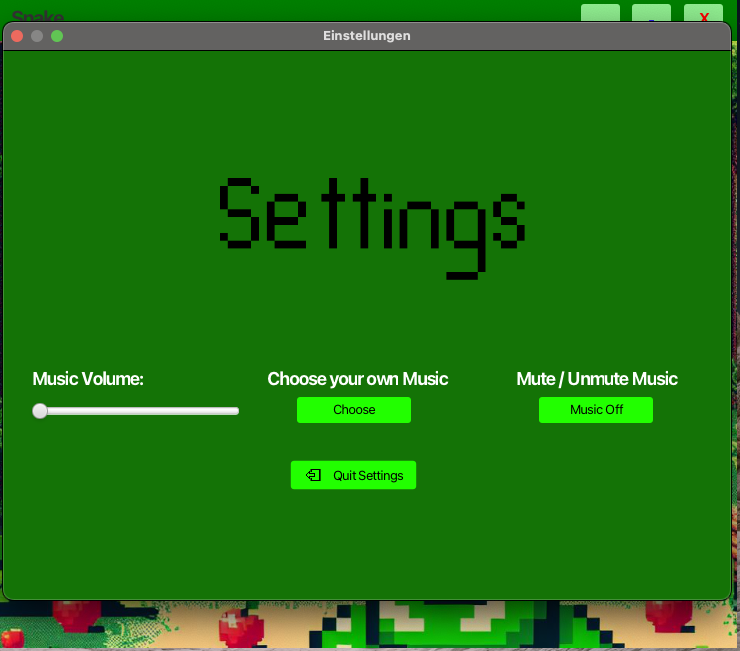 Snake
X
Einstellungen
Settings
Music Volume:
Choose your own Music
Mute / Unmute Music
Choose
Music Off
Quit Settings